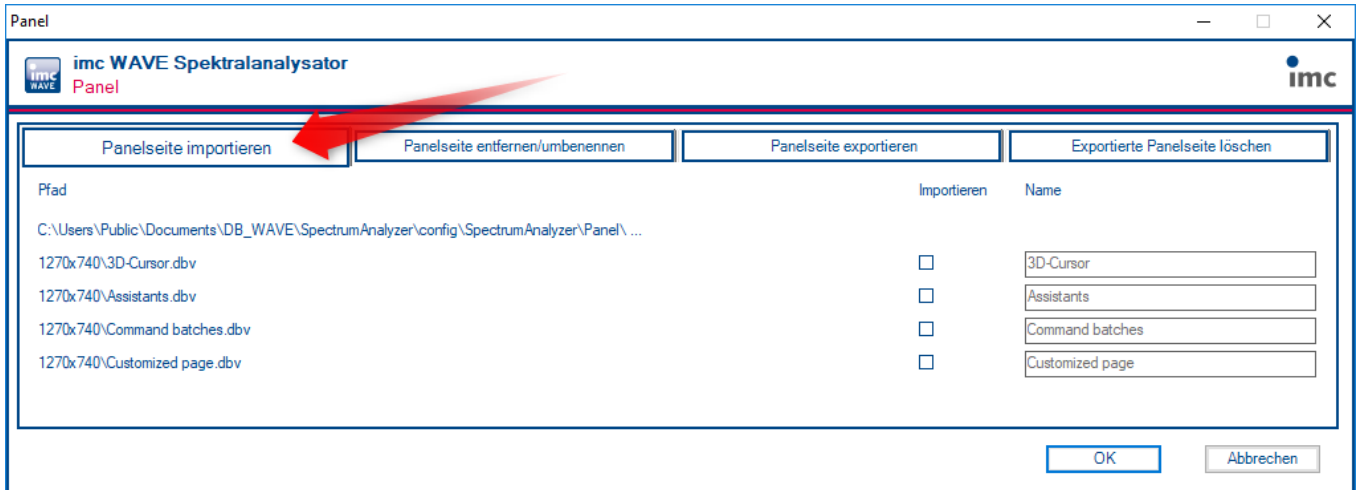 Panel
imc WAVE Spektralanalysator
Panel
imc WAVE
imc
Panelseite importieren
Panelseite entfernen/umbenennen
Panelseite exportieren
Exportierte Panelseite löschen
Pfad Importieren Name
C:\Users\Public\Documents\DB_WAVE\SpectrumAnalyzer\config\SpectrumAnalyzer\Panel\ ...
1270x740\3D-Cursor.dbv 3D-Cursor
1270x740\Assistants.dbv Assistants
1270x740\Command batches.dbv Command batches
1270x740\Customized page.dbv Customized page
OK Abbrechen